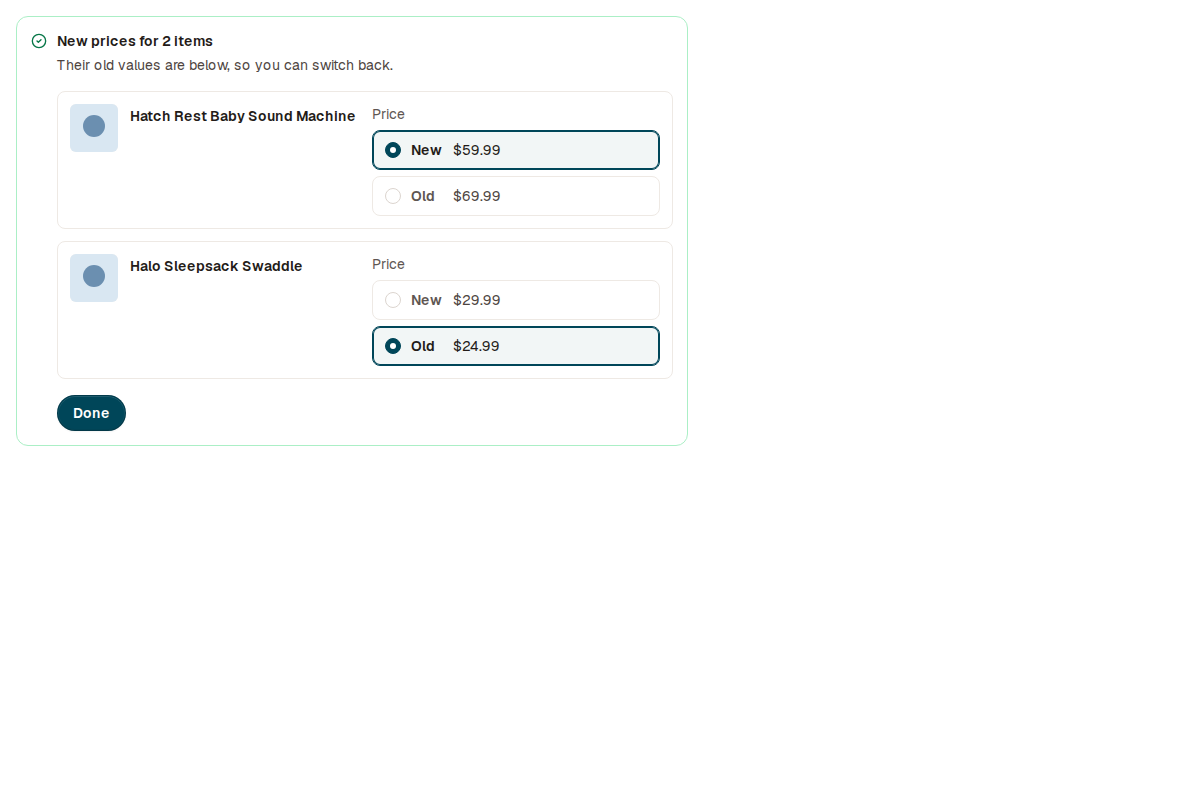 New prices for 2 items
Their old values are below, so you can switch back.
Hatch Rest Baby Sound Machine
Price
New $59.99
Old $69.99
Halo Sleepsack Swaddle
Price
New $29.99
Old $24.99
Done